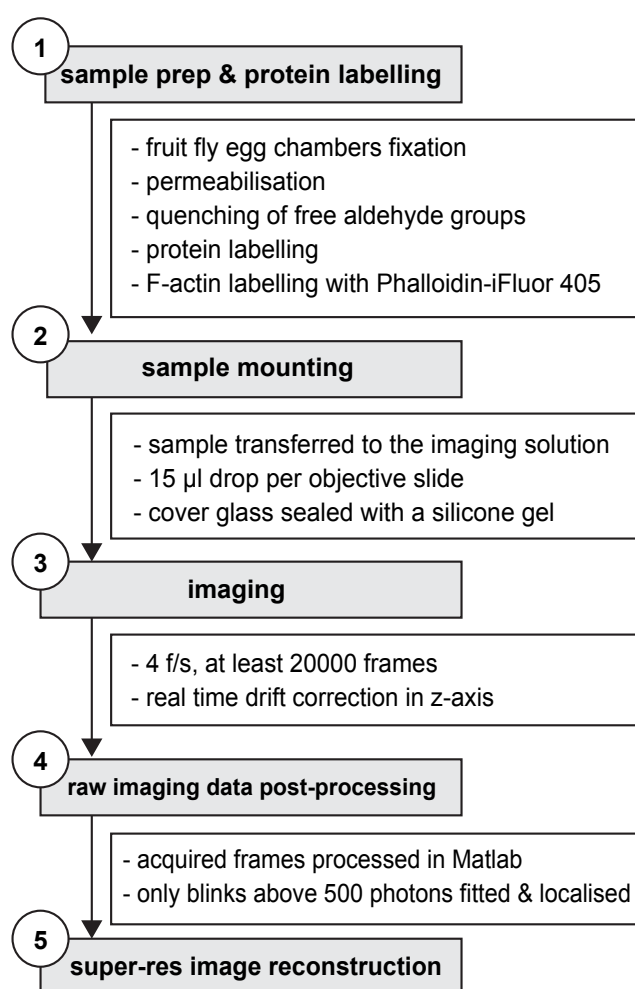 1
sample prep & protein labelling
- fruit fly egg chambers fixation
- permeabilisation
- quenching of free aldehyde groups
- protein labelling
- F-actin labelling with Phalloidin-iFluor 405
2
sample mounting
- sample transferred to the imaging solution
- 15 µl drop per objective slide
- cover glass sealed with a silicone gel
3
imaging
- 4 f/s, at least 20000 frames
- real time drift correction in z-axis
4
raw imaging data post-processing
- acquired frames processed in Matlab
- only blinks above 500 photons fitted & localised
5
super-res image reconstruction